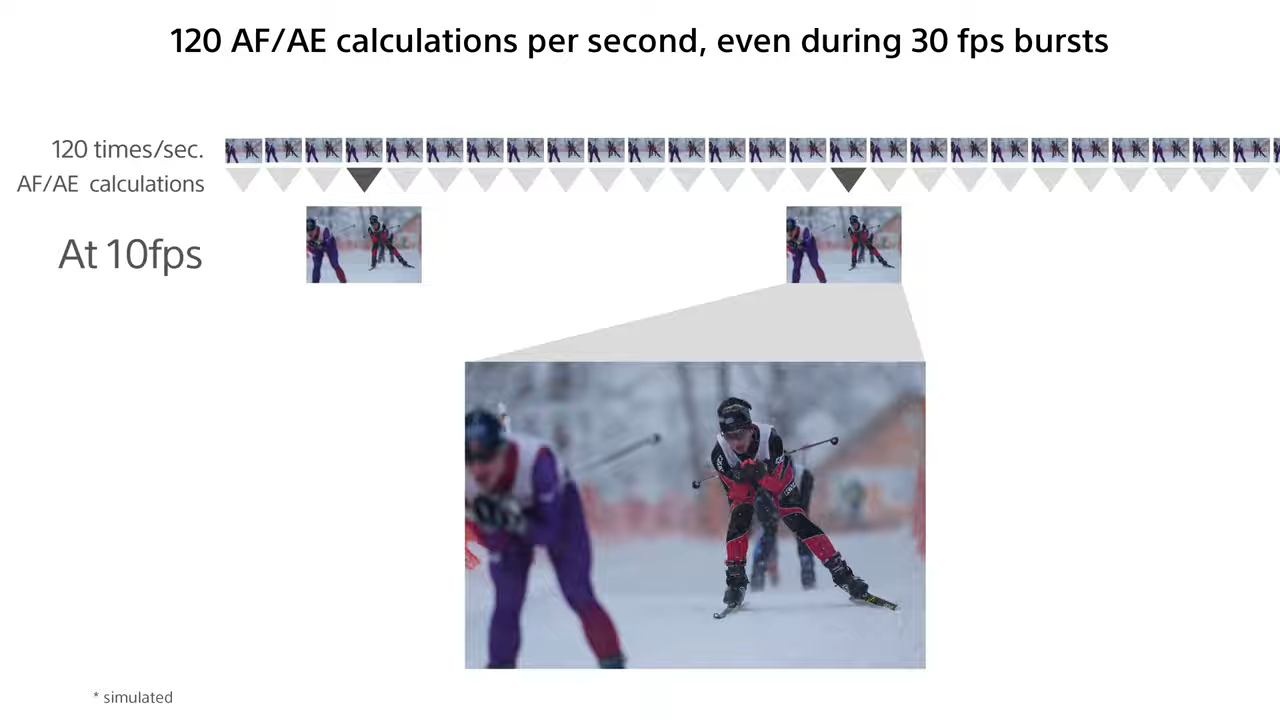 120 AF/AE calculations per second, even during 30 fps bursts
120 times/sec.
AF/AE calculations
At 10fps
* simulated